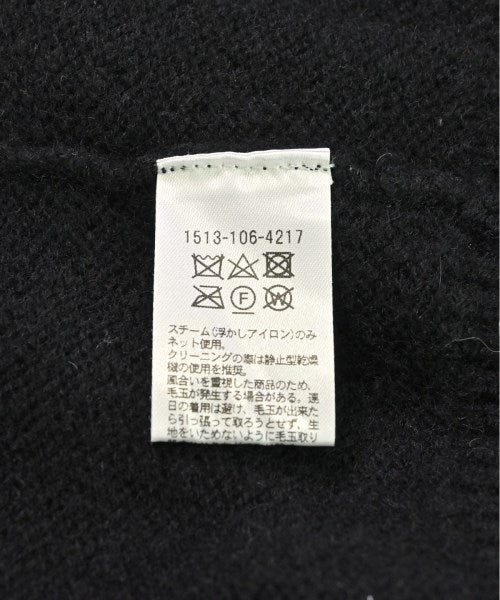 1513-106-4217
F W
スチーム(浮かしアイロン)のみ
ネット使用。
クリーニングの際は静止型乾燥
機の使用を推奨。
風合いを重視した商品のため、
毛玉が発生する場合がある。連
日の着用は避け、毛玉が出来た
ら引っ張って取ろうとせず、生
地をいためないように毛玉取り